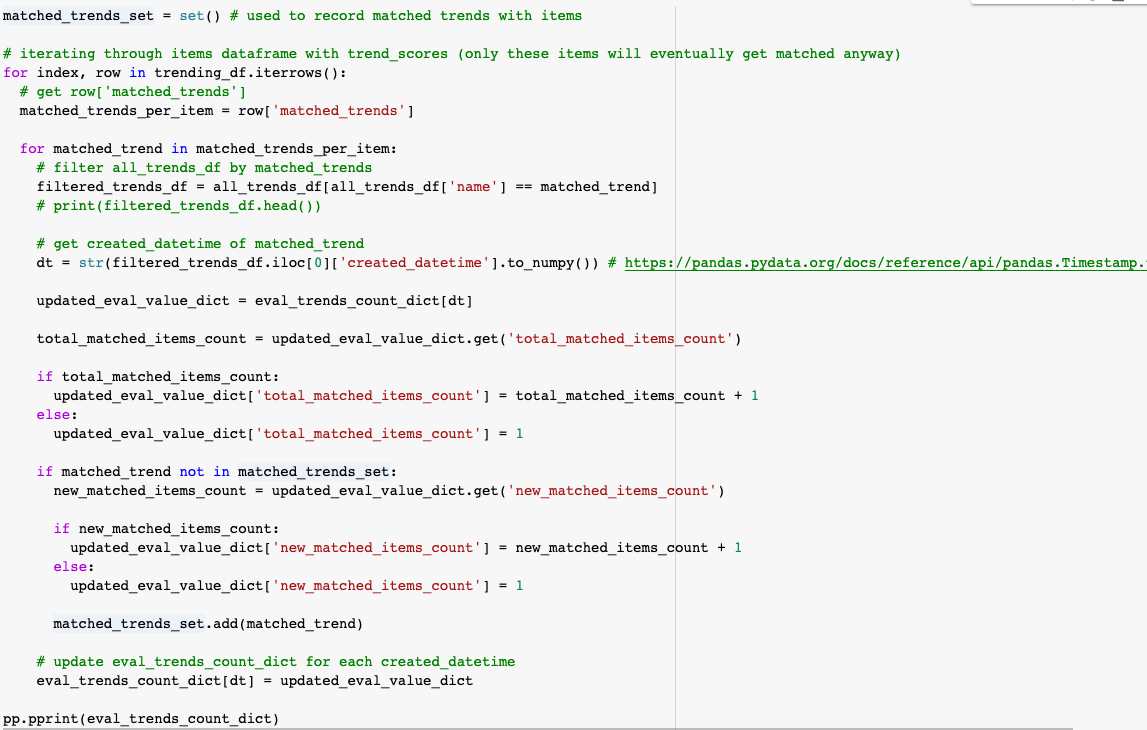 matched_trends_set = set() # used to record matched trends with items
# iterating through items dataframe with trend_scores (only these items will eventually get matched anyway)
for index, row in trending_df.iterrows():
# get row['matched_trends']
matched_trends_per_item = row['matched_trends']
for matched_trend in matched_trends_per_item:
# filter all_trends_df by matched_trends
filtered_trends_df = all_trends_df[all_trends_df['name'] == matched_trend]
# print(filtered_trends_df.head())
# get created_datetime of matched_trend
dt = str(filtered_trends_df.iloc[0]['created_datetime'].to_numpy()) # https://pandas.pydata.org/docs/reference/api/pandas.Timestamp.
updated_eval_value_dict = eval_trends_count_dict[dt]
total_matched_items_count = updated_eval_value_dict.get('total_matched_items_count')
if total_matched_items_count:
updated_eval_value_dict['total_matched_items_count'] = total_matched_items_count + 1
else:
updated_eval_value_dict['total_matched_items_count'] = 1
if matched_trend not in matched_trends_set:
new_matched_items_count = updated_eval_value_dict.get('new_matched_items_count')
if new_matched_items_count:
updated_eval_value_dict['new_matched_items_count'] = new_matched_items_count + 1
else:
updated_eval_value_dict['new_matched_items_count'] = 1
matched_trends_set.add(matched_trend)
# update eval_trends_count_dict for each created_datetime
eval_trends_count_dict[dt] = updated_eval_value_dict
pp.pprint(eval_trends_count_dict)